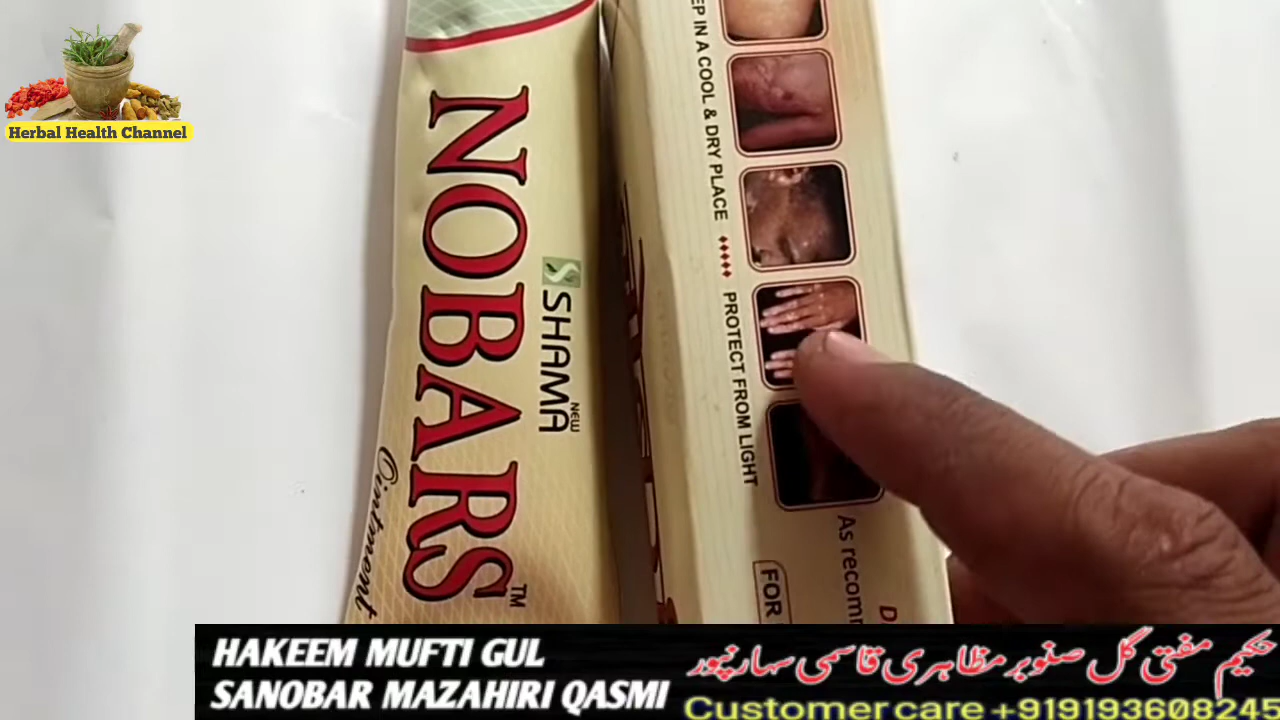 Herbal Health Channel
NOBARS™
SHAMA
NEW
Ointment
EP IN A COOL & DRY PLACE
PROTECT FROM LIGHT
As recom
FOR
D
HAKEEM MUFTI GUL
SANOBAR MAZAHIRI QASMI
حکیم مفتی گل صنوبر مظاہری قاسمی سہارنپور
Customer care +919193608245